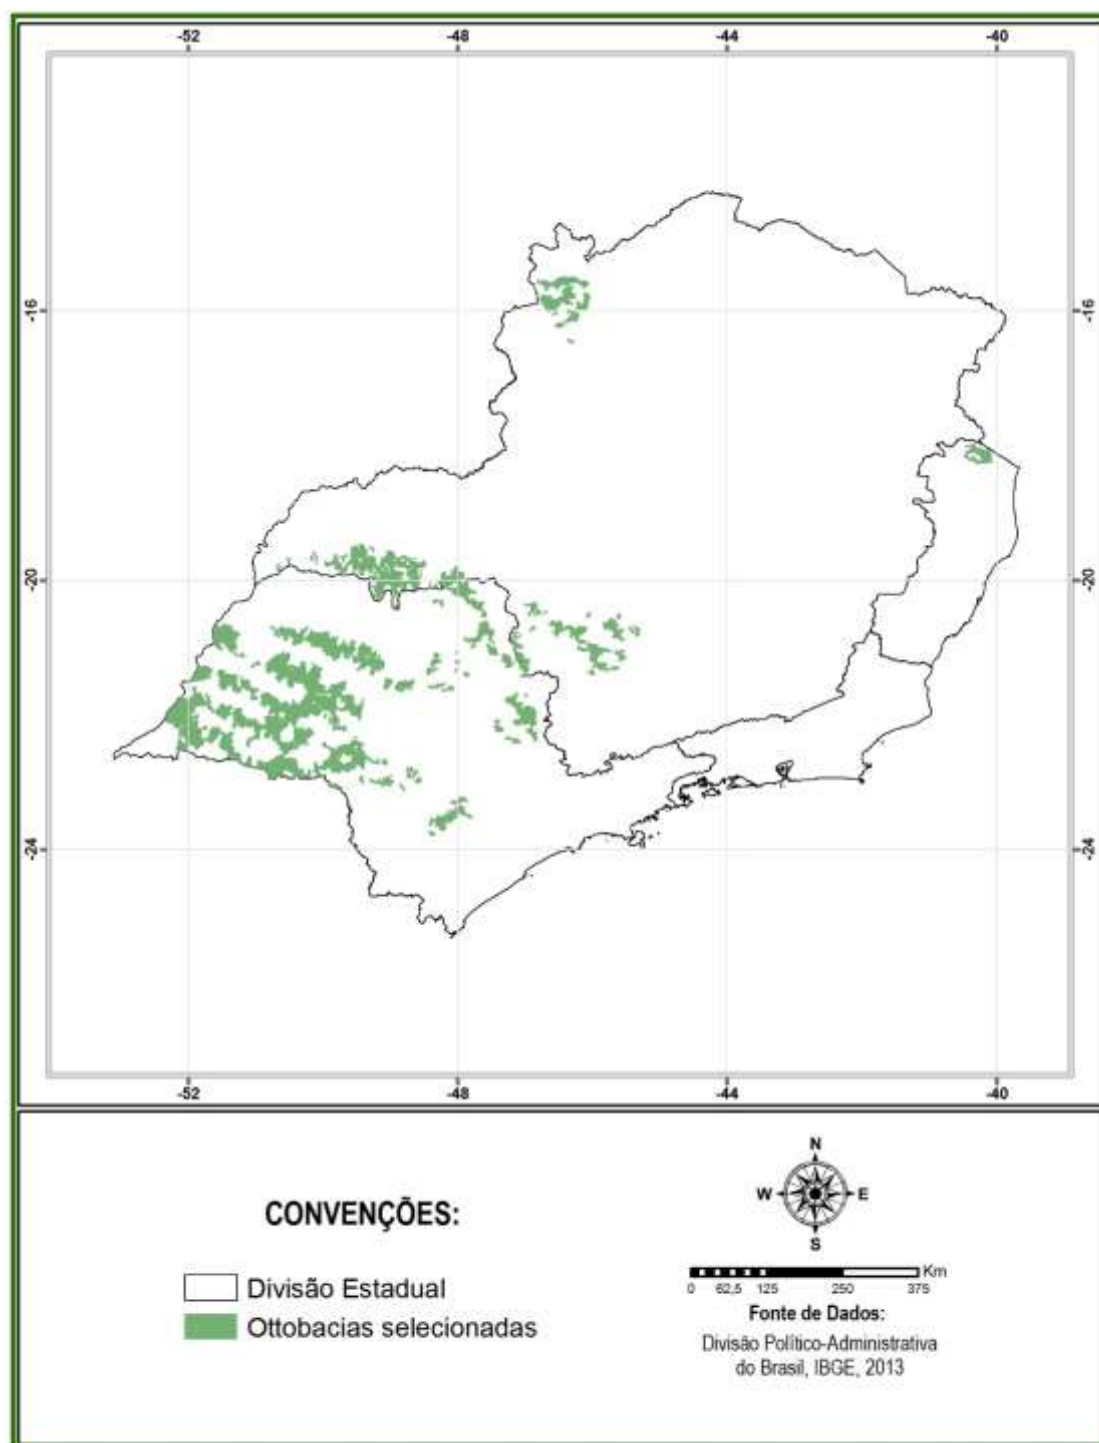 -52 -48 -44 -40
-16 -16
-20 -20
-24 -24
-52 -48 -44 -40
CONVENÇÕES:
Divisão Estadual
Ottobacias selecionadas
N
W E
S
Km
0 62,5 125 250 375
Fonte de Dados:
Divisão Político-Administrativa
do Brasil, IBGE, 2013